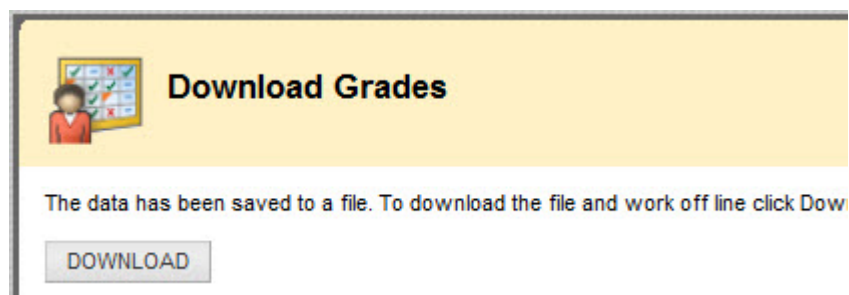 Download Grades
The data has been saved to a file. To download the file and work off line click
DOWNLOAD